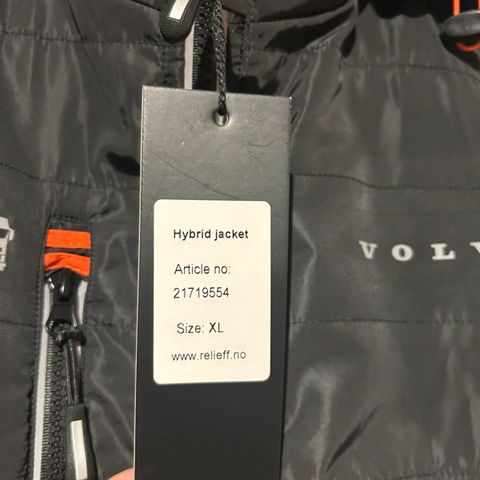 Hybrid jacket
Article no:
21719554
Size: XL
www.relieff.no
VOLV